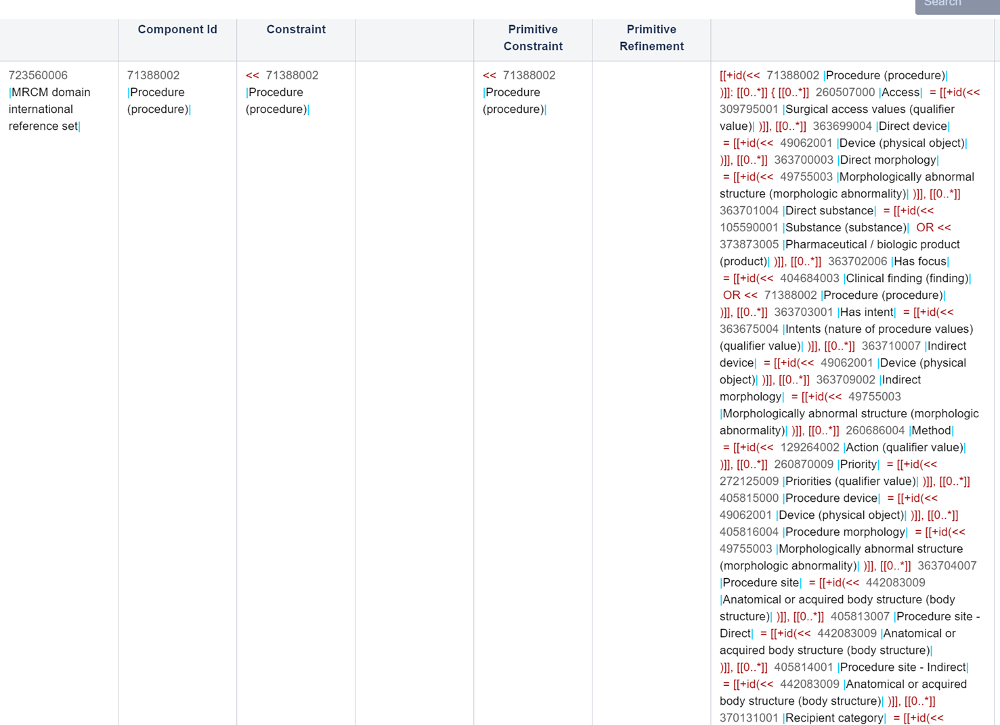 Search
Component Id
Constraint
Primitive
Constraint
Primitive
Refinement
723560006
|MRCM domain
international
reference set|
71388002
|Procedure
(procedure)|
<< 71388002
|Procedure
(procedure)|
<< 71388002
|Procedure
(procedure)|
[[+id(<< 71388002 |Procedure (procedure)|
)]]: [[0..*]] { [[0..*]] 260507000 |Access| = [[+id(<<
309795001 |Surgical access values (qualifier
value)| )]], [[0..*]] 363699004 |Direct device|
= [[+id(<< 49062001 |Device (physical object)|
)]], [[0..*]] 363700003 |Direct morphology|
= [[+id(<< 49755003 |Morphologically abnormal
structure (morphologic abnormality)| )]], [[0..*]]
363701004 |Direct substance| = [[+id(<<
105590001 |Substance (substance)| OR <<
373873005 |Pharmaceutical / biologic product
(product)| )]], [[0..*]] 363702006 |Has focus|
= [[+id(<< 404684003 |Clinical finding (finding)|
OR << 71388002 |Procedure (procedure)|
)]], [[0..*]] 363703001 |Has intent| = [[+id(<<
363675004 |Intents (nature of procedure values)
(qualifier value)| )]], [[0..*]] 363710007 |Indirect
device| = [[+id(<< 49062001 |Device (physical
object)| )]], [[0..*]] 363709002 |Indirect
morphology| = [[+id(<< 49755003
|Morphologically abnormal structure (morphologic
abnormality)| )]], [[0..*]] 260686004 |Method|
= [[+id(<< 129264002 |Action (qualifier value)|
)]], [[0..*]] 260870009 |Priority| = [[+id(<<
272125009 |Priorities (qualifier value)| )]], [[0..*]]
405815000 |Procedure device| = [[+id(<<
49062001 |Device (physical object)| )]], [[0..*]]
405816004 |Procedure morphology| = [[+id(<<
49755003 |Morphologically abnormal structure
(morphologic abnormality)| )]], [[0..*]] 363704007
|Procedure site| = [[+id(<< 442083009
|Anatomical or acquired body structure (body
structure)| )]], [[0..*]] 405813007 |Procedure site -
Direct| = [[+id(<< 442083009 |Anatomical or
acquired body structure (body structure)|
)]], [[0..*]] 405814001 |Procedure site - Indirect|
= [[+id(<< 442083009 |Anatomical or acquired
body structure (body structure)| )]], [[0..*]]
370131001 |Recipient category| = [[+id(<<